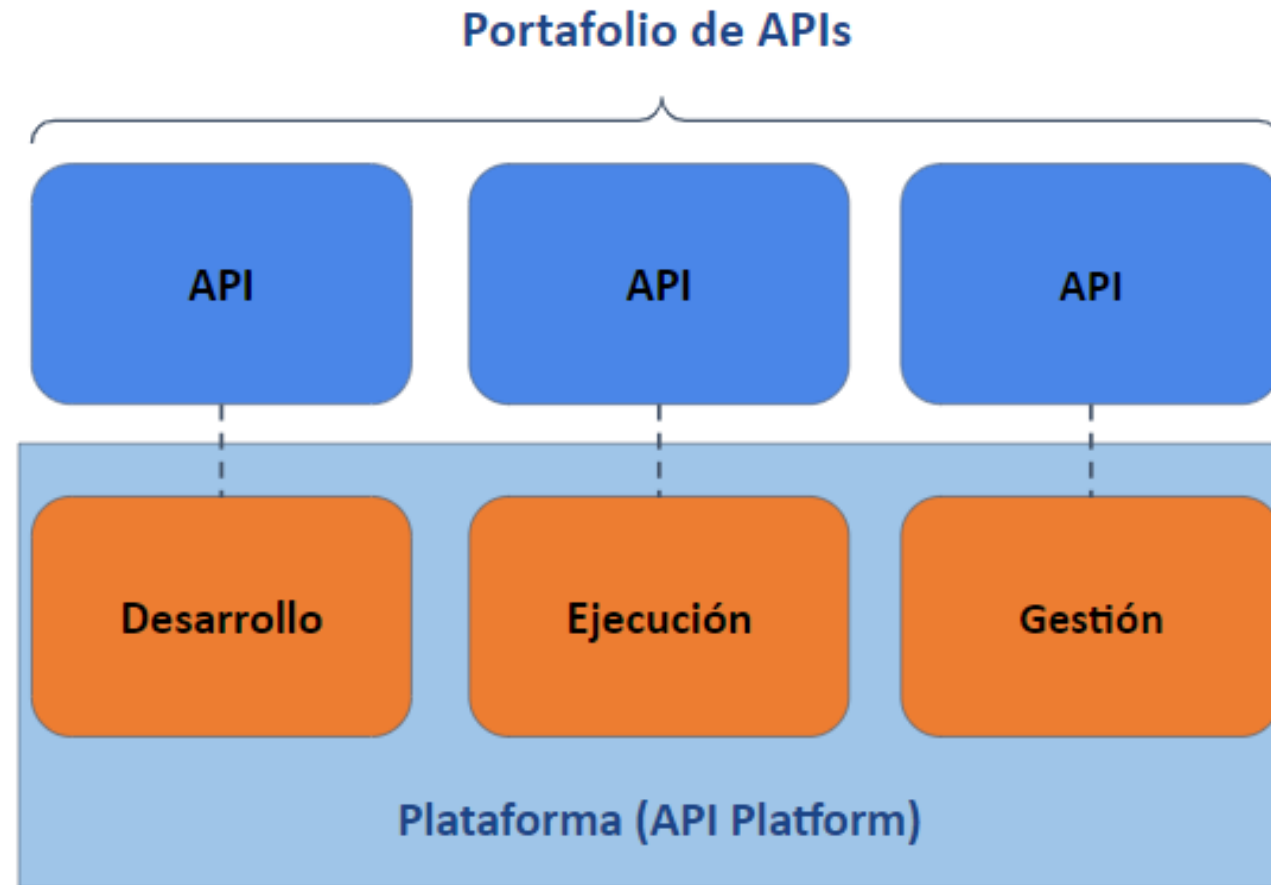 Portafolio de APIs
API
API
API
Desarrollo
Ejecución
Gestión
Plataforma (API Platform)